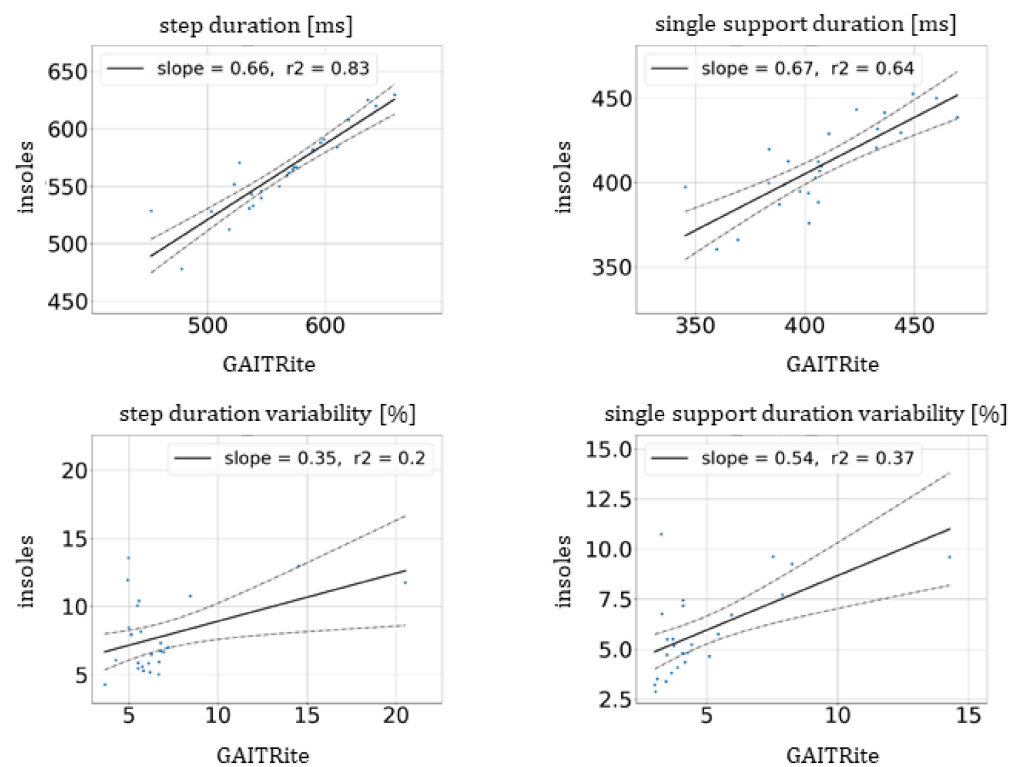 step duration [ms]
slope = 0.66, r2 = 0.83
650
600
550
500
450
insoles
500 600
GAITRite
single support duration [ms]
slope = 0.67, r2 = 0.64
450
400
350
insoles
350 400 450
GAITRite
step duration variability [%]
slope = 0.35, r2 = 0.2
20
15
10
5
insoles
5 10 15 20
GAITRite
single support duration variability [%]
slope = 0.54, r2 = 0.37
15.0
12.5
10.0
7.5
5.0
2.5
insoles
5 10 15
GAITRite